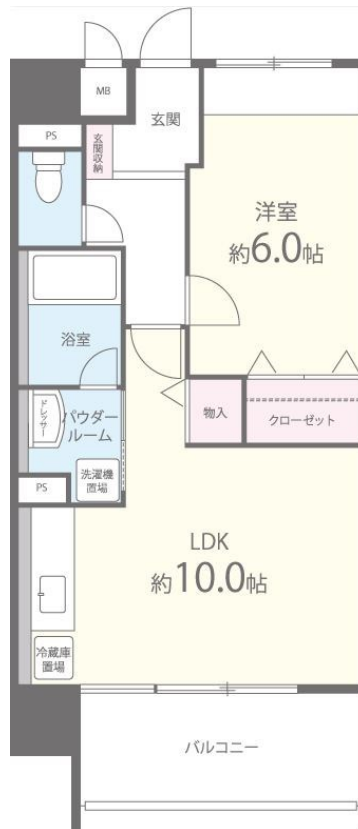 MB
玄関
PS
玄関収納
洋室
約6.0帖
浴室
物入
クローゼット
ドレッサー
パウダー
ルーム
洗濯機
置場
PS
LDK
約10.0帖
冷蔵庫
置場
バルコニー